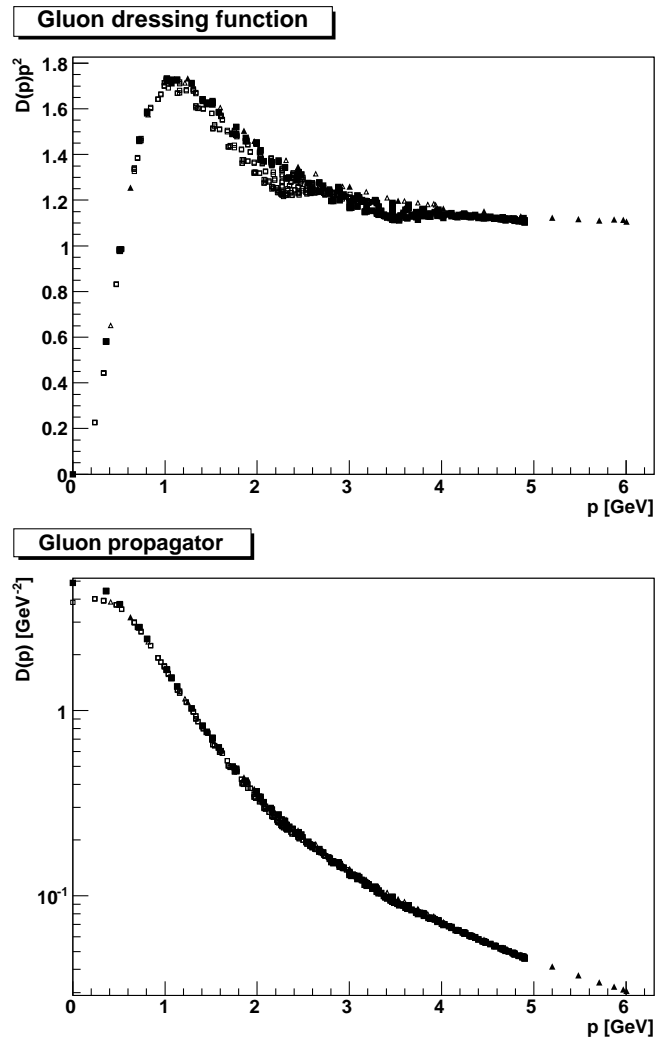 Gluon dressing function
D(p)p²
1.8
1.6
1.4
1.2
1
0.8
0.6
0.4
0.2
0
0 1 2 3 4 5 6
p [GeV]
Gluon propagator
D(p) [GeV⁻²]
1
10⁻¹
0 1 2 3 4 5 6
p [GeV]